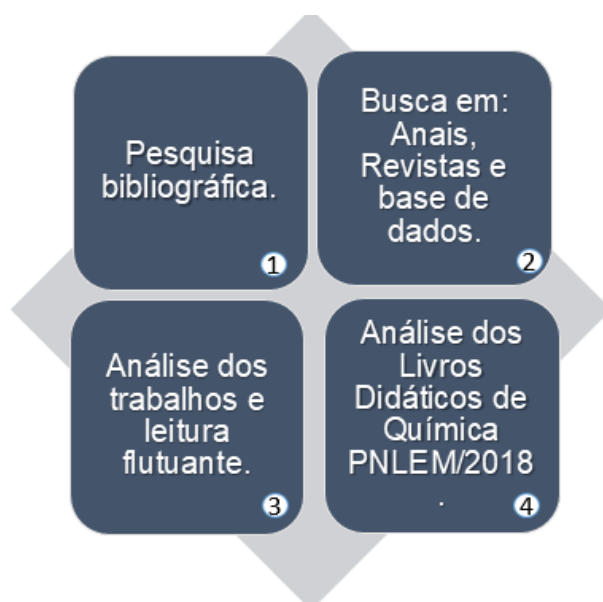 Pesquisa
bibliográfica.
1
Busca em:
Anais,
Revistas e
base de
dados.
2
Análise dos
trabalhos e
leitura
flutuante.
3
Análise dos
Livros
Didáticos de
Química
PNLEM/2018
.
4